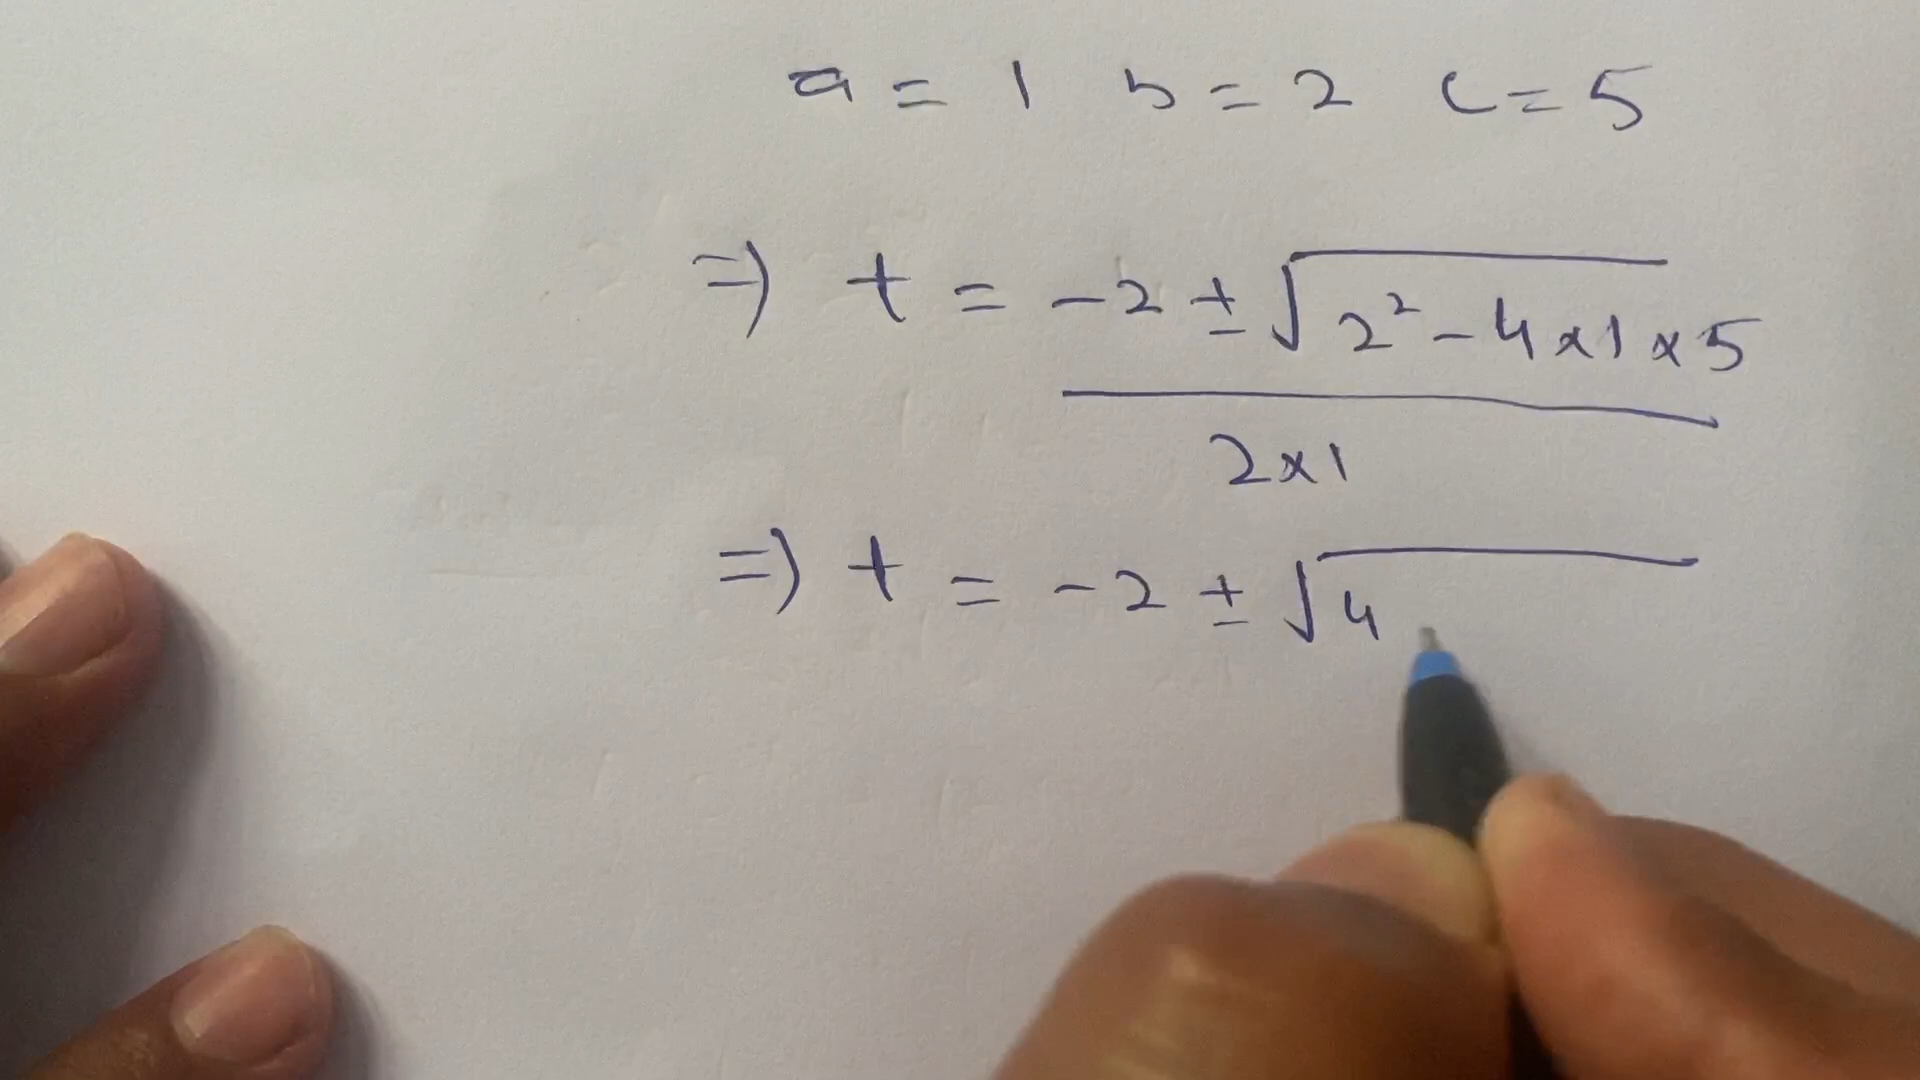 a = 1 b = 2 c = 5
=> t = -2 ± √2² - 4 x 1 x 5
2 x 1
=> t = -2 ± √4